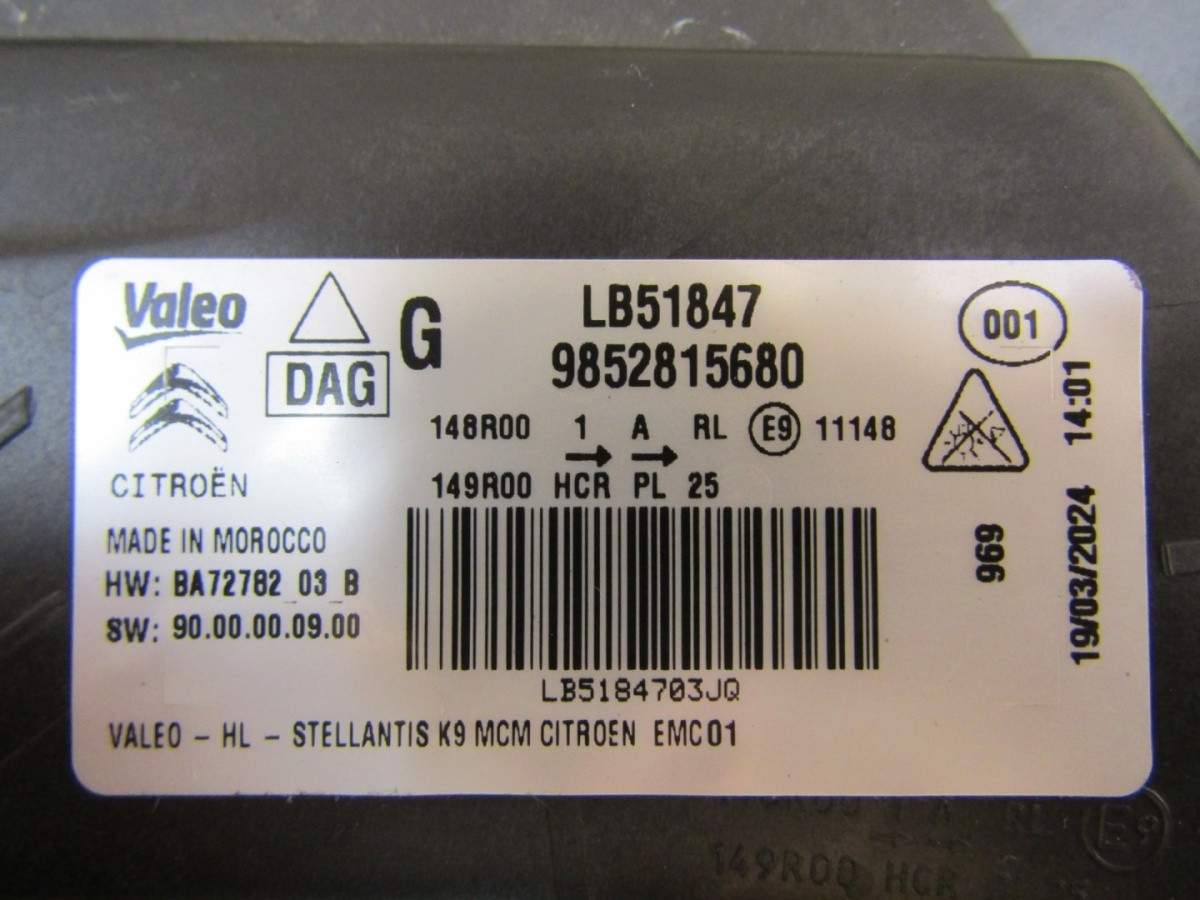 Valeo
DAG
G
LB51847
9852815680
001
148R00 1 A RL E9 11148
149R00 HCR PL 25
CITROËN
MADE IN MOROCCO
HW: BA72782_03_B
SW: 90.00.00.09.00
969
19/03/2024 14:01
LB5184703JQ
VALEO - HL - STELLANTIS K9 MCM CITROEN EMC01
A RL E9
149R00 HCR